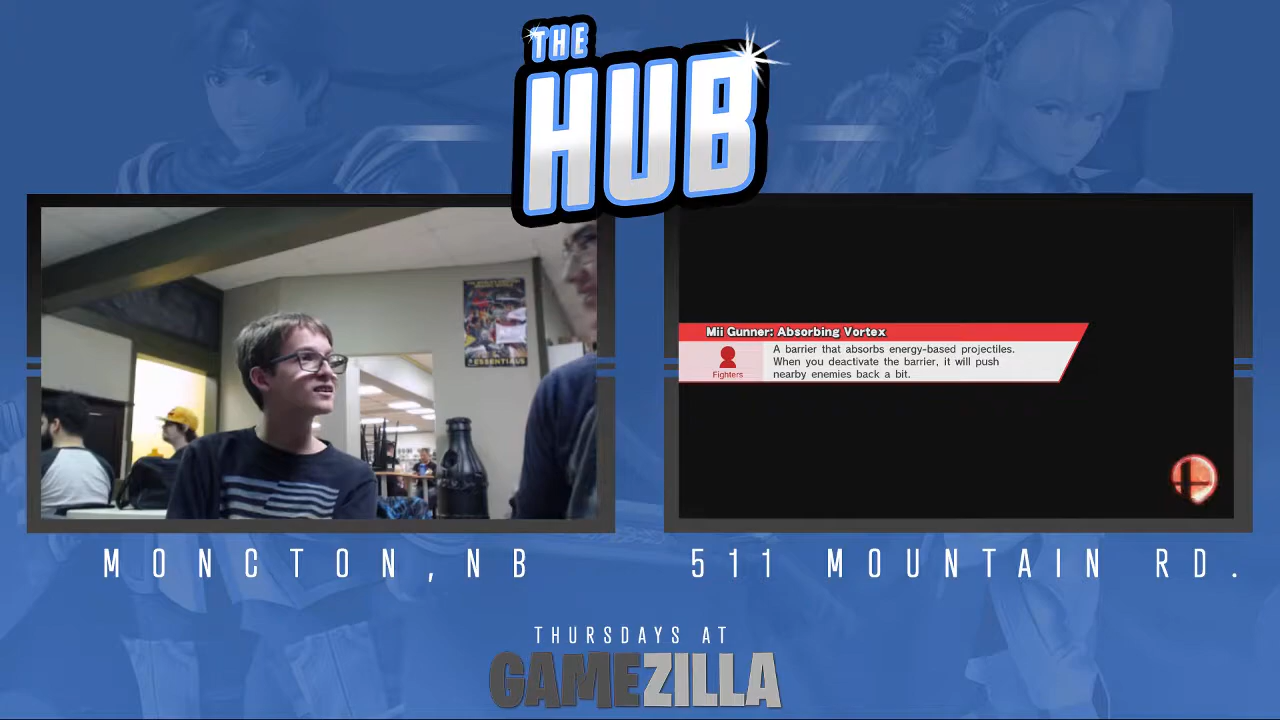 THE
HUB
ESSENTIALS
Mii Gunner: Absorbing Vortex
A barrier that absorbs energy-based projectiles.
When you deactivate the barrier, it will push
nearby enemies back a bit.
Fighters
MONCTON, NB
511 MOUNTAIN RD.
THURSDAYS AT
GAMEZILLA